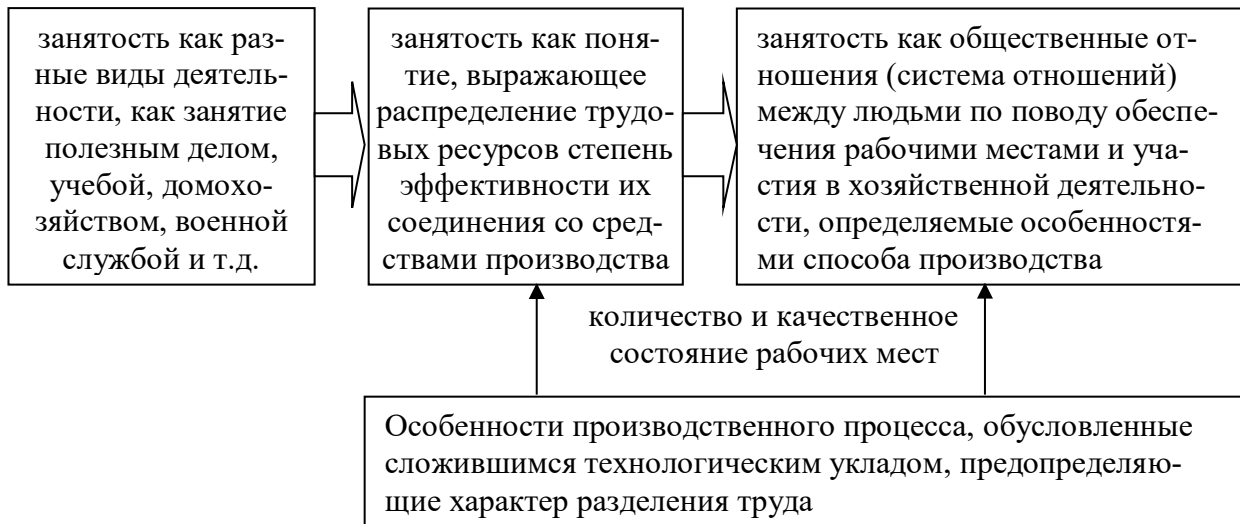 занятость как раз-
ные виды деятель-
ности, как занятие
полезным делом,
учебой, домохо-
зяйством, военной
службой и т.д.
занятость как поня-
тие, выражающее
распределение трудо-
вых ресурсов степень
эффективности их
соединения со сред-
ствами производства
занятость как общественные от-
ношения (система отношений)
между людьми по поводу обеспе-
чения рабочими местами и уча-
стия в хозяйственной деятельно-
сти, определяемые особенностя-
ми способа производства
количество и качественное
состояние рабочих мест
Особенности производственного процесса, обусловленные
сложившимся технологическим укладом, предопределяю-
щие характер разделения труда